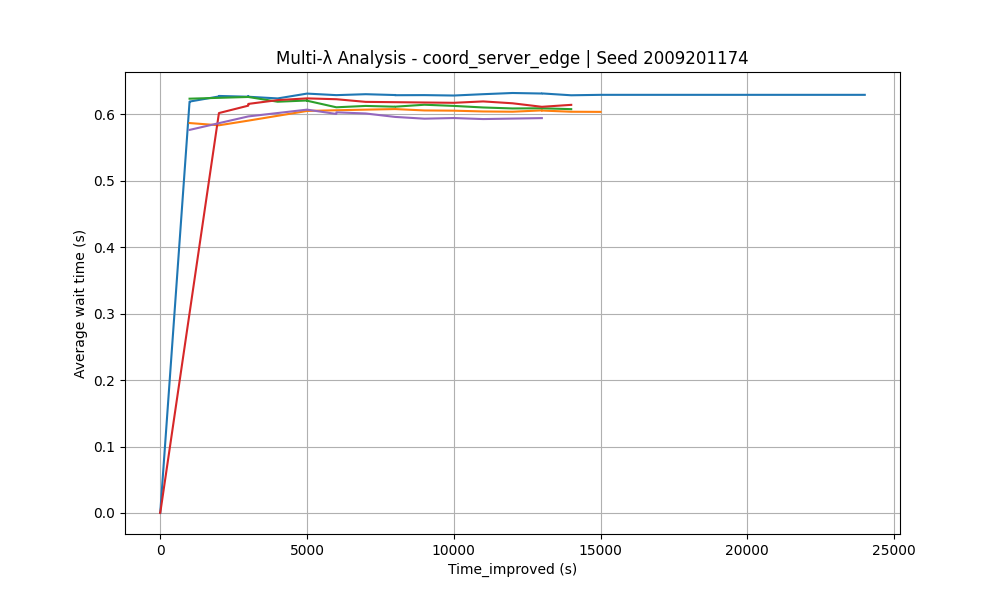 Multi-λ Analysis - coord_server_edge | Seed 2009201174
Average wait time (s)
0.6
0.5
0.4
0.3
0.2
0.1
0.0
0 5000 10000 15000 20000 25000
Time_improved (s)